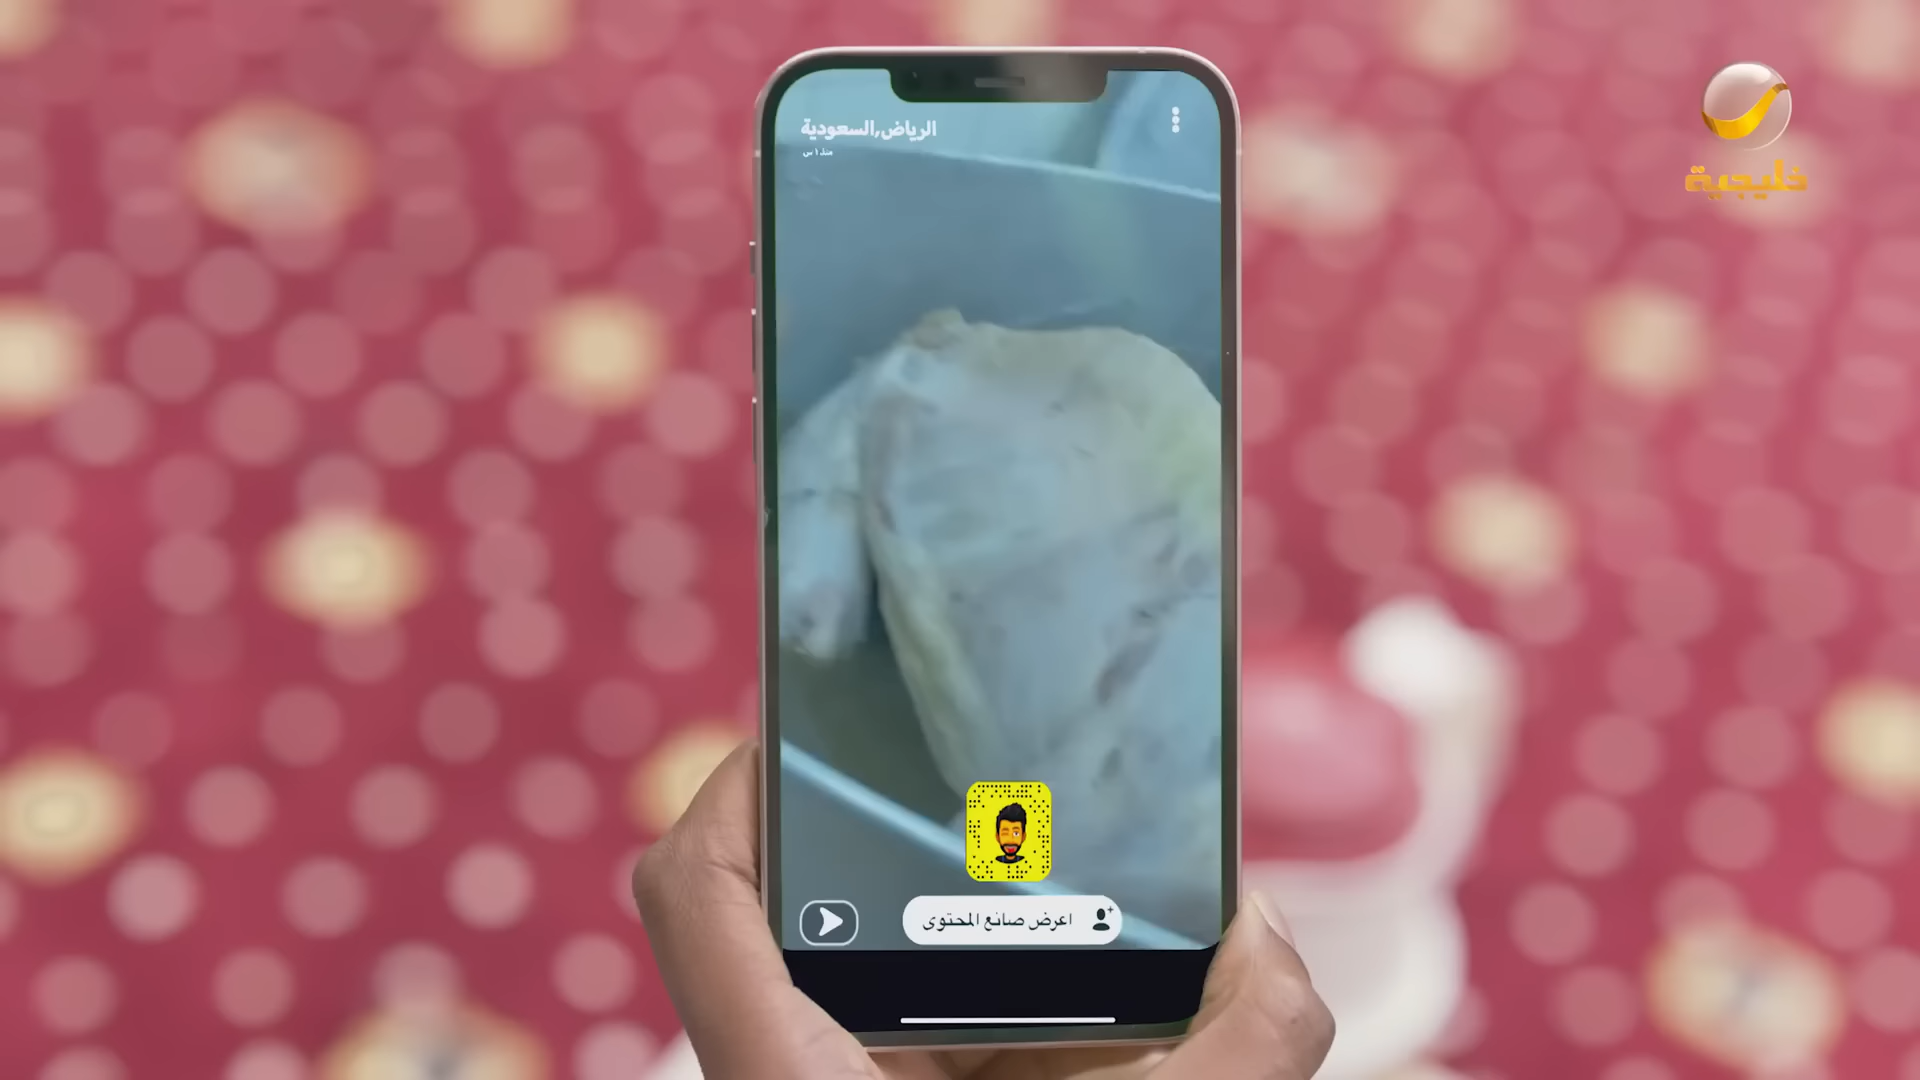 الرياض,السعودية
منذ ١ س
خليجية
اعرض صانع المحتوى